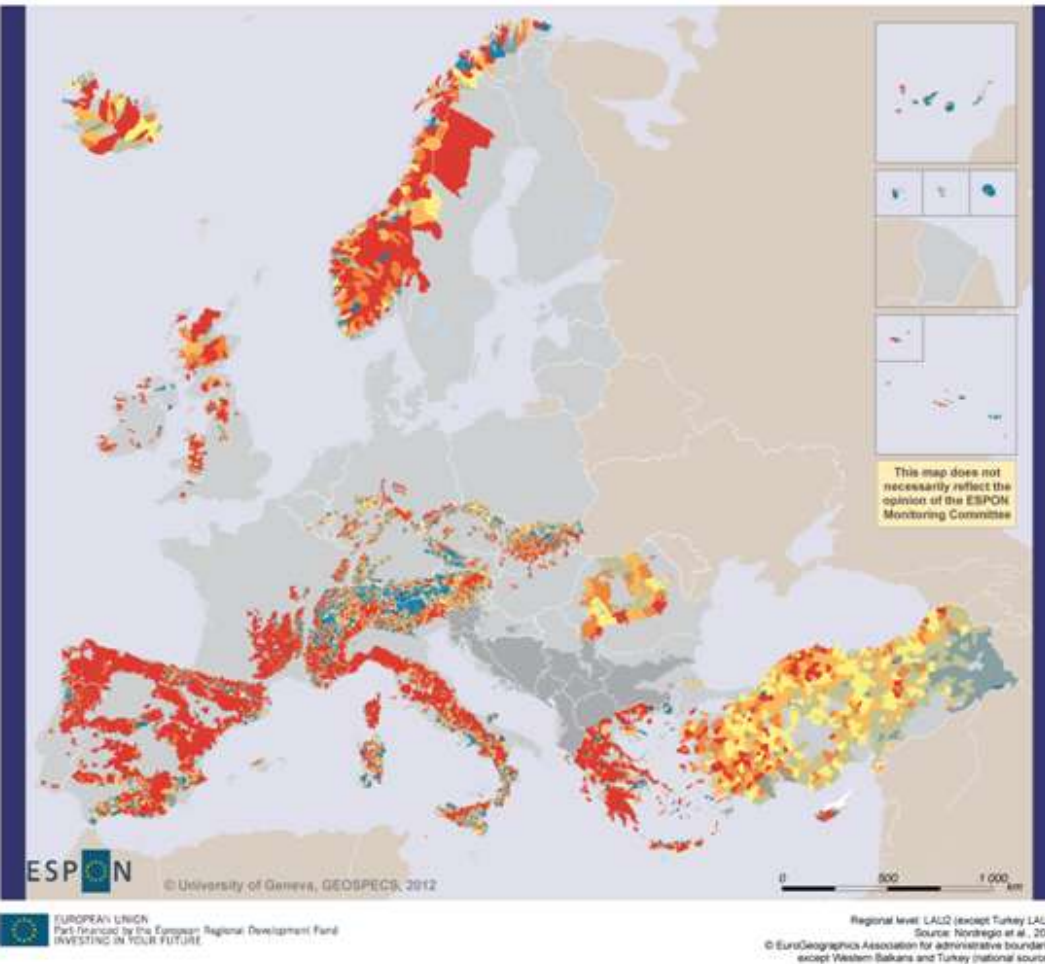 This map does not
necessarily reflect the
opinion of the ESPON
Monitoring Committee
ESPON
© University of Geneva, GEOSPECS, 2012
0 500 1 000
km
EUROPEAN UNION
Part-financed by the European Regional Development Fund
INVESTING IN YOUR FUTURE
Regional level: LAU2 (except Turkey LAU
Source: Nordregio et al., 20
© EuroGeographics Association for administrative boundar
except Western Balkans and Turkey (national source